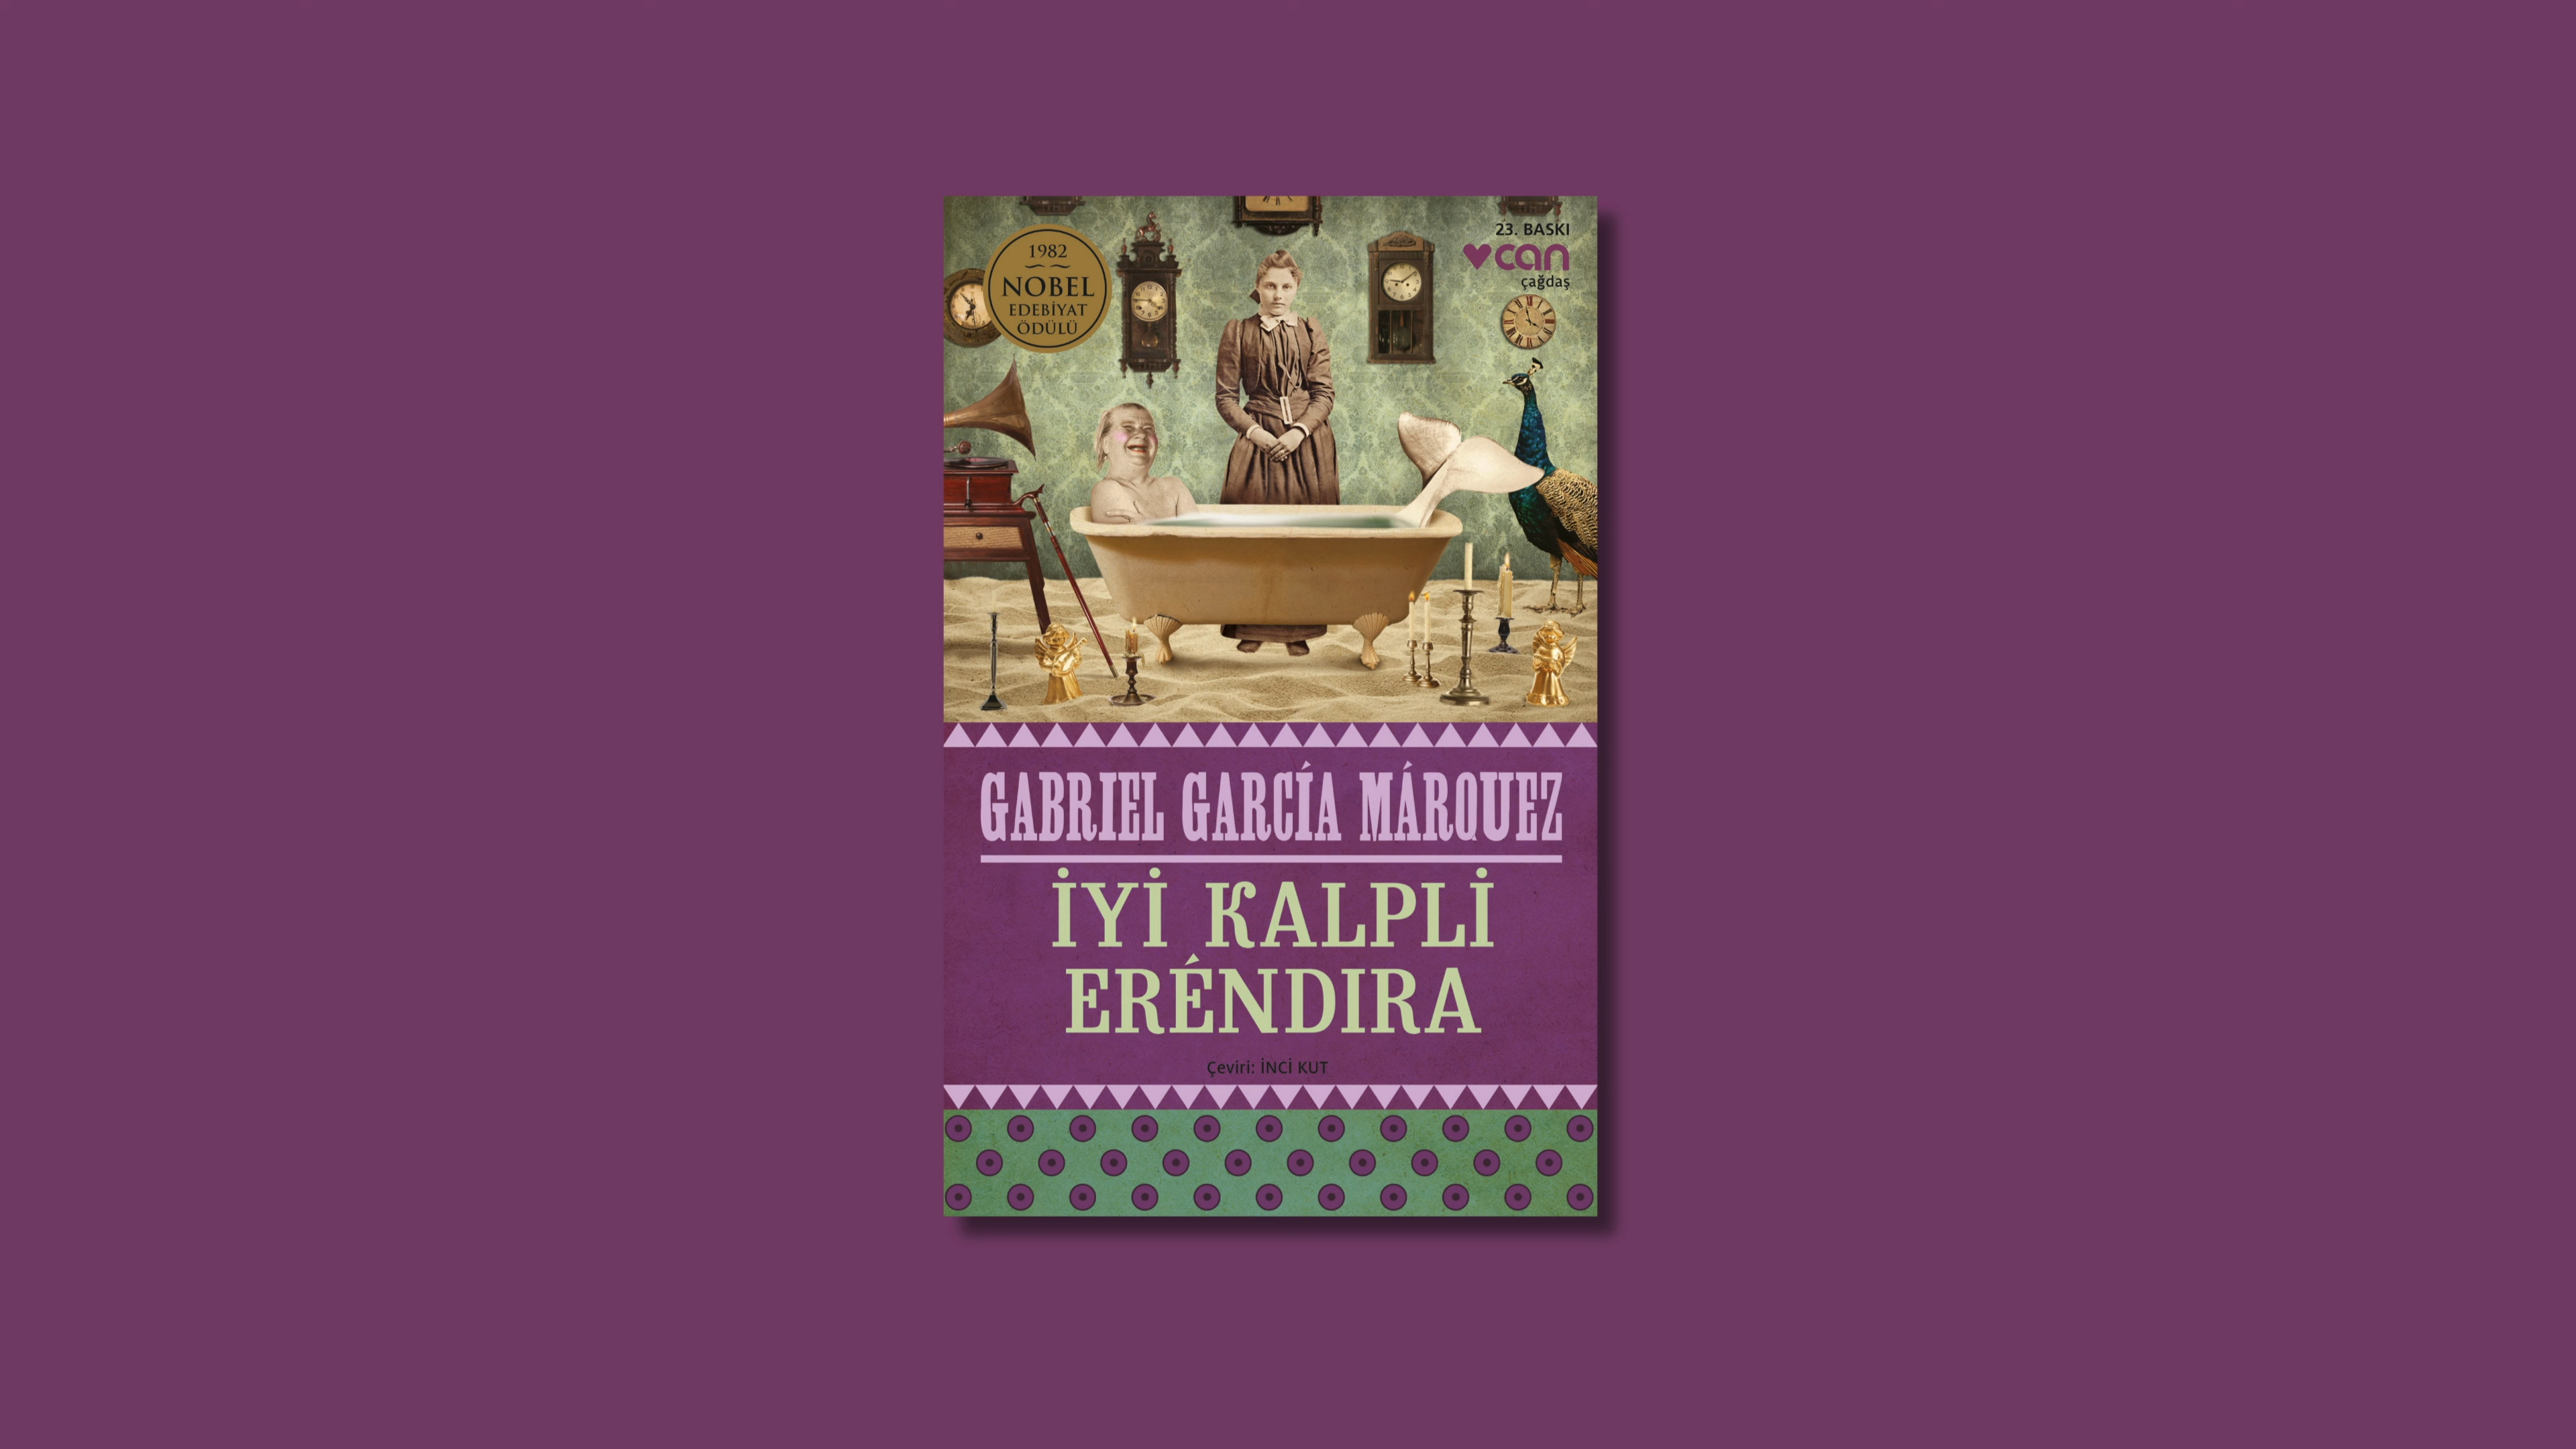 1982
NOBEL
EDEBİYAT
ÖDÜLÜ
23. BASKI
can
çağdaş
GABRIEL GARCÍA MÁRQUEZ
İYİ KALPLİ
ERÉNDIRA
Çeviri: İNCİ KUT